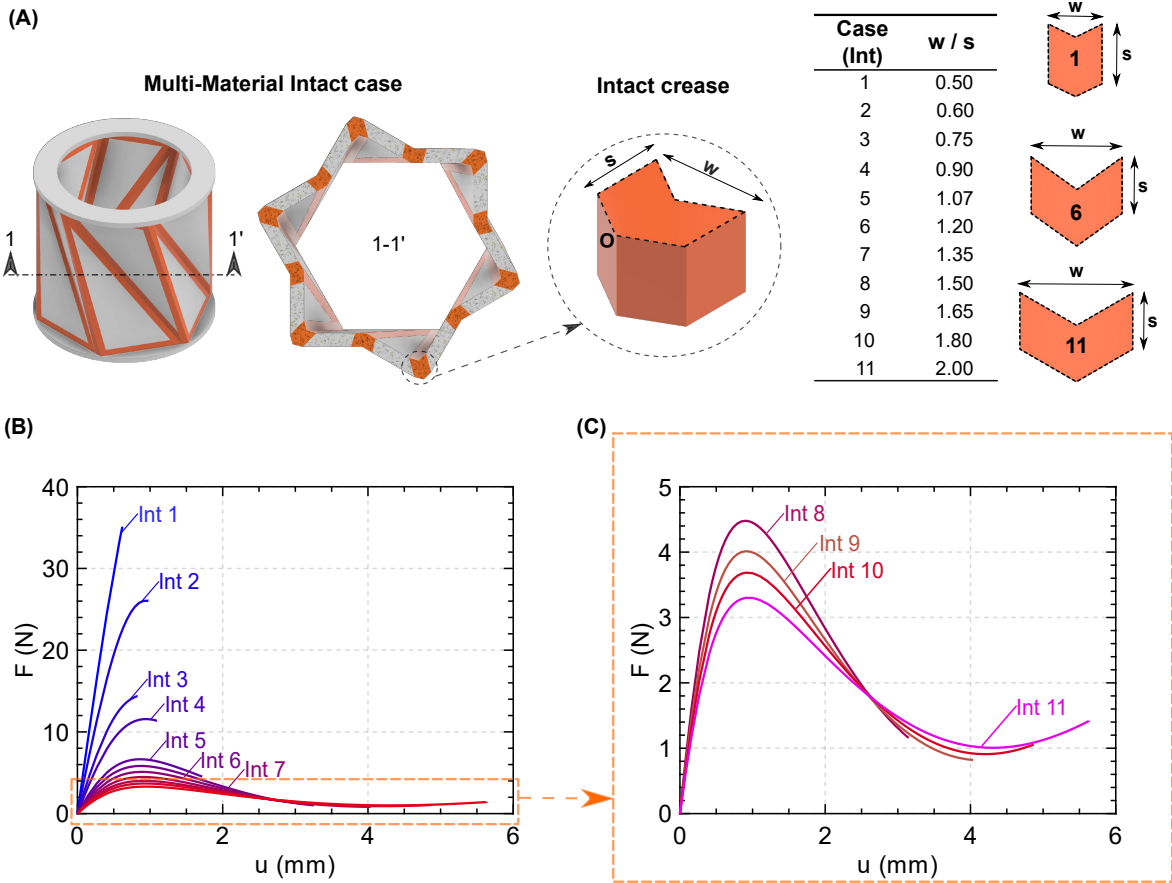 (A)
Multi-Material Intact case
Intact crease
1
1'
1-1'
s
w
O
Case (Int) w / s
1 0.50
2 0.60
3 0.75
4 0.90
5 1.07
6 1.20
7 1.35
8 1.50
9 1.65
10 1.80
11 2.00
w
s
1
w
s
6
w
s
11
(B)
40
30
20
10
0
F (N)
Int 1
Int 2
Int 3
Int 4
Int 5
Int 6
Int 7
0 2 4 6
u (mm)
(C)
5
4
3
2
1
0
F (N)
Int 8
Int 9
Int 10
Int 11
0 2 4 6
u (mm)